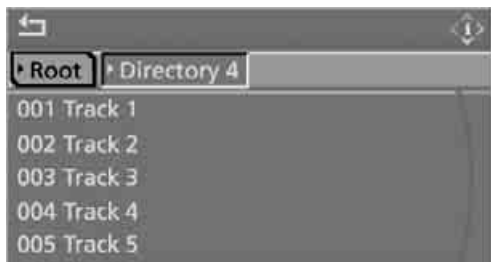 Root Directory 4
001 Track 1
002 Track 2
003 Track 3
004 Track 4
005 Track 5